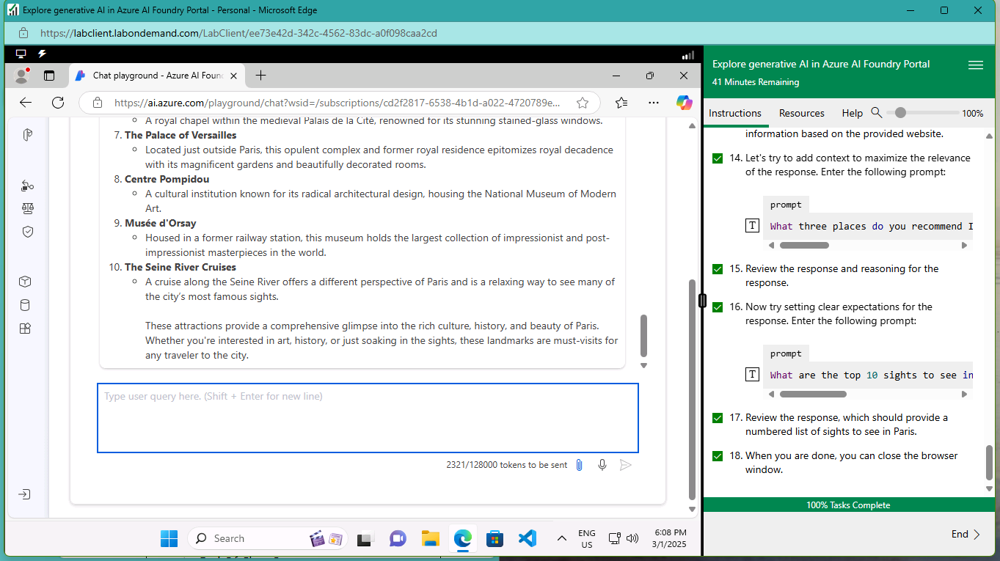 Explore generative AI in Azure AI Foundry Portal - Personal - Microsoft Edge
https://labclient.labondemand.com/LabClient/ee73e42d-342c-4562-83dc-a0f098caa2cd
Chat playground - Azure AI Foun
https://ai.azure.com/playground/chat?wsid=/subscriptions/cd2f2817-6538-4b1d-a022-4720789e...
A royal chapel within the medieval Palais de la Cité, renowned for its stunning stained-glass windows.
7. The Palace of Versailles
Located just outside Paris, this opulent complex and former royal residence epitomizes royal decadence
with its magnificent gardens and beautifully decorated rooms.
8. Centre Pompidou
A cultural institution known for its radical architectural design, housing the National Museum of Modern
Art.
9. Musée d'Orsay
Housed in a former railway station, this museum holds the largest collection of impressionist and post-
impressionist masterpieces in the world.
10. The Seine River Cruises
A cruise along the Seine River offers a different perspective of Paris and is a relaxing way to see many of
the city's most famous sights.
These attractions provide a comprehensive glimpse into the rich culture, history, and beauty of Paris.
Whether you're interested in art, history, or just soaking in the sights, these landmarks are must-visits for
any traveler to the city.
Type user query here. (Shift + Enter for new line)
2321/128000 tokens to be sent
Search
ENG
US
6:08 PM
3/1/2025
Explore generative AI in Azure AI Foundry Portal
41 Minutes Remaining
Instructions
Resources
Help
100%
information based on the provided website.
14. Let's try to add context to maximize the relevance
of the response. Enter the following prompt:
prompt
T
What three places do you recommend I
15. Review the response and reasoning for the
response.
16. Now try setting clear expectations for the
response. Enter the following prompt:
prompt
T
What are the top 10 sights to see in
17. Review the response, which should provide a
numbered list of sights to see in Paris.
18. When you are done, you can close the browser
window.
100% Tasks Complete
End